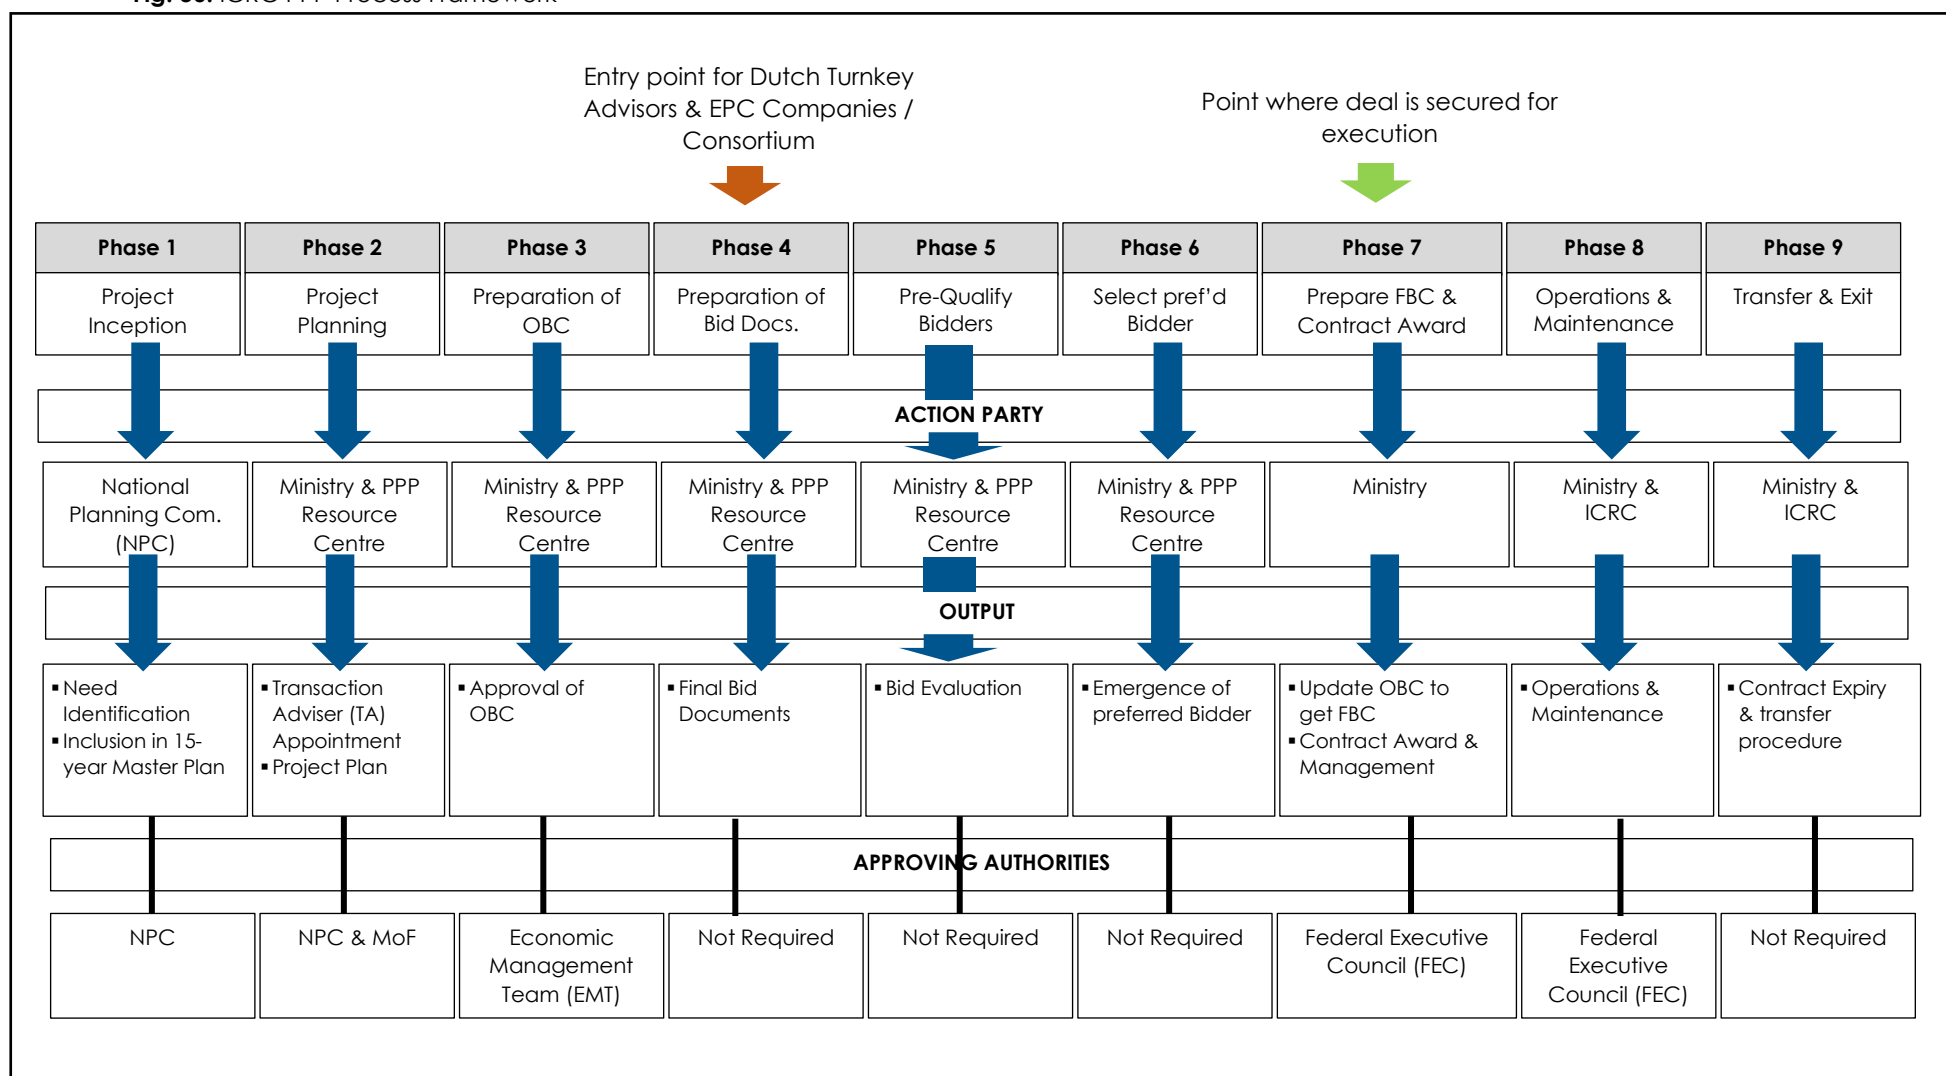 Entry point for Dutch Turnkey
Advisors & EPC Companies /
Consortium
Point where deal is secured for
execution
Phase 1
Phase 2
Phase 3
Phase 4
Phase 5
Phase 6
Phase 7
Phase 8
Phase 9
Project
Inception
Project
Planning
Preparation of
OBC
Preparation of
Bid Docs.
Pre-Qualify
Bidders
Select pref'd
Bidder
Prepare FBC &
Contract Award
Operations &
Maintenance
Transfer & Exit
ACTION PARTY
National
Planning Com.
(NPC)
Ministry & PPP
Resource
Centre
Ministry & PPP
Resource
Centre
Ministry & PPP
Resource
Centre
Ministry & PPP
Resource
Centre
Ministry & PPP
Resource
Centre
Ministry
Ministry &
ICRC
Ministry &
ICRC
OUTPUT
▪ Need
Identification
▪ Inclusion in 15-
year Master Plan
▪ Transaction
Adviser (TA)
Appointment
▪ Project Plan
▪ Approval of
OBC
▪ Final Bid
Documents
▪ Bid Evaluation
▪ Emergence of
preferred Bidder
▪ Update OBC to
get FBC
▪ Contract Award &
Management
▪ Operations &
Maintenance
▪ Contract Expiry
& transfer
procedure
APPROVING AUTHORITIES
NPC
NPC & MoF
Economic
Management
Team (EMT)
Not Required
Not Required
Not Required
Federal Executive
Council (FEC)
Federal
Executive
Council (FEC)
Not Required